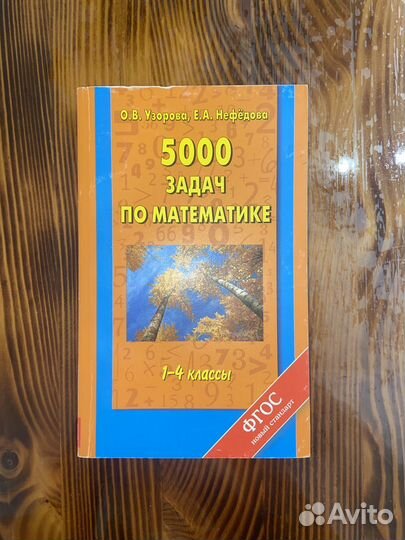 О.В. Узорова, Е.А. Нефёдова
5000
ЗАДАЧ
ПО МАТЕМАТИКЕ
1–4 классы
ФГОС
новый стандарт
Avito